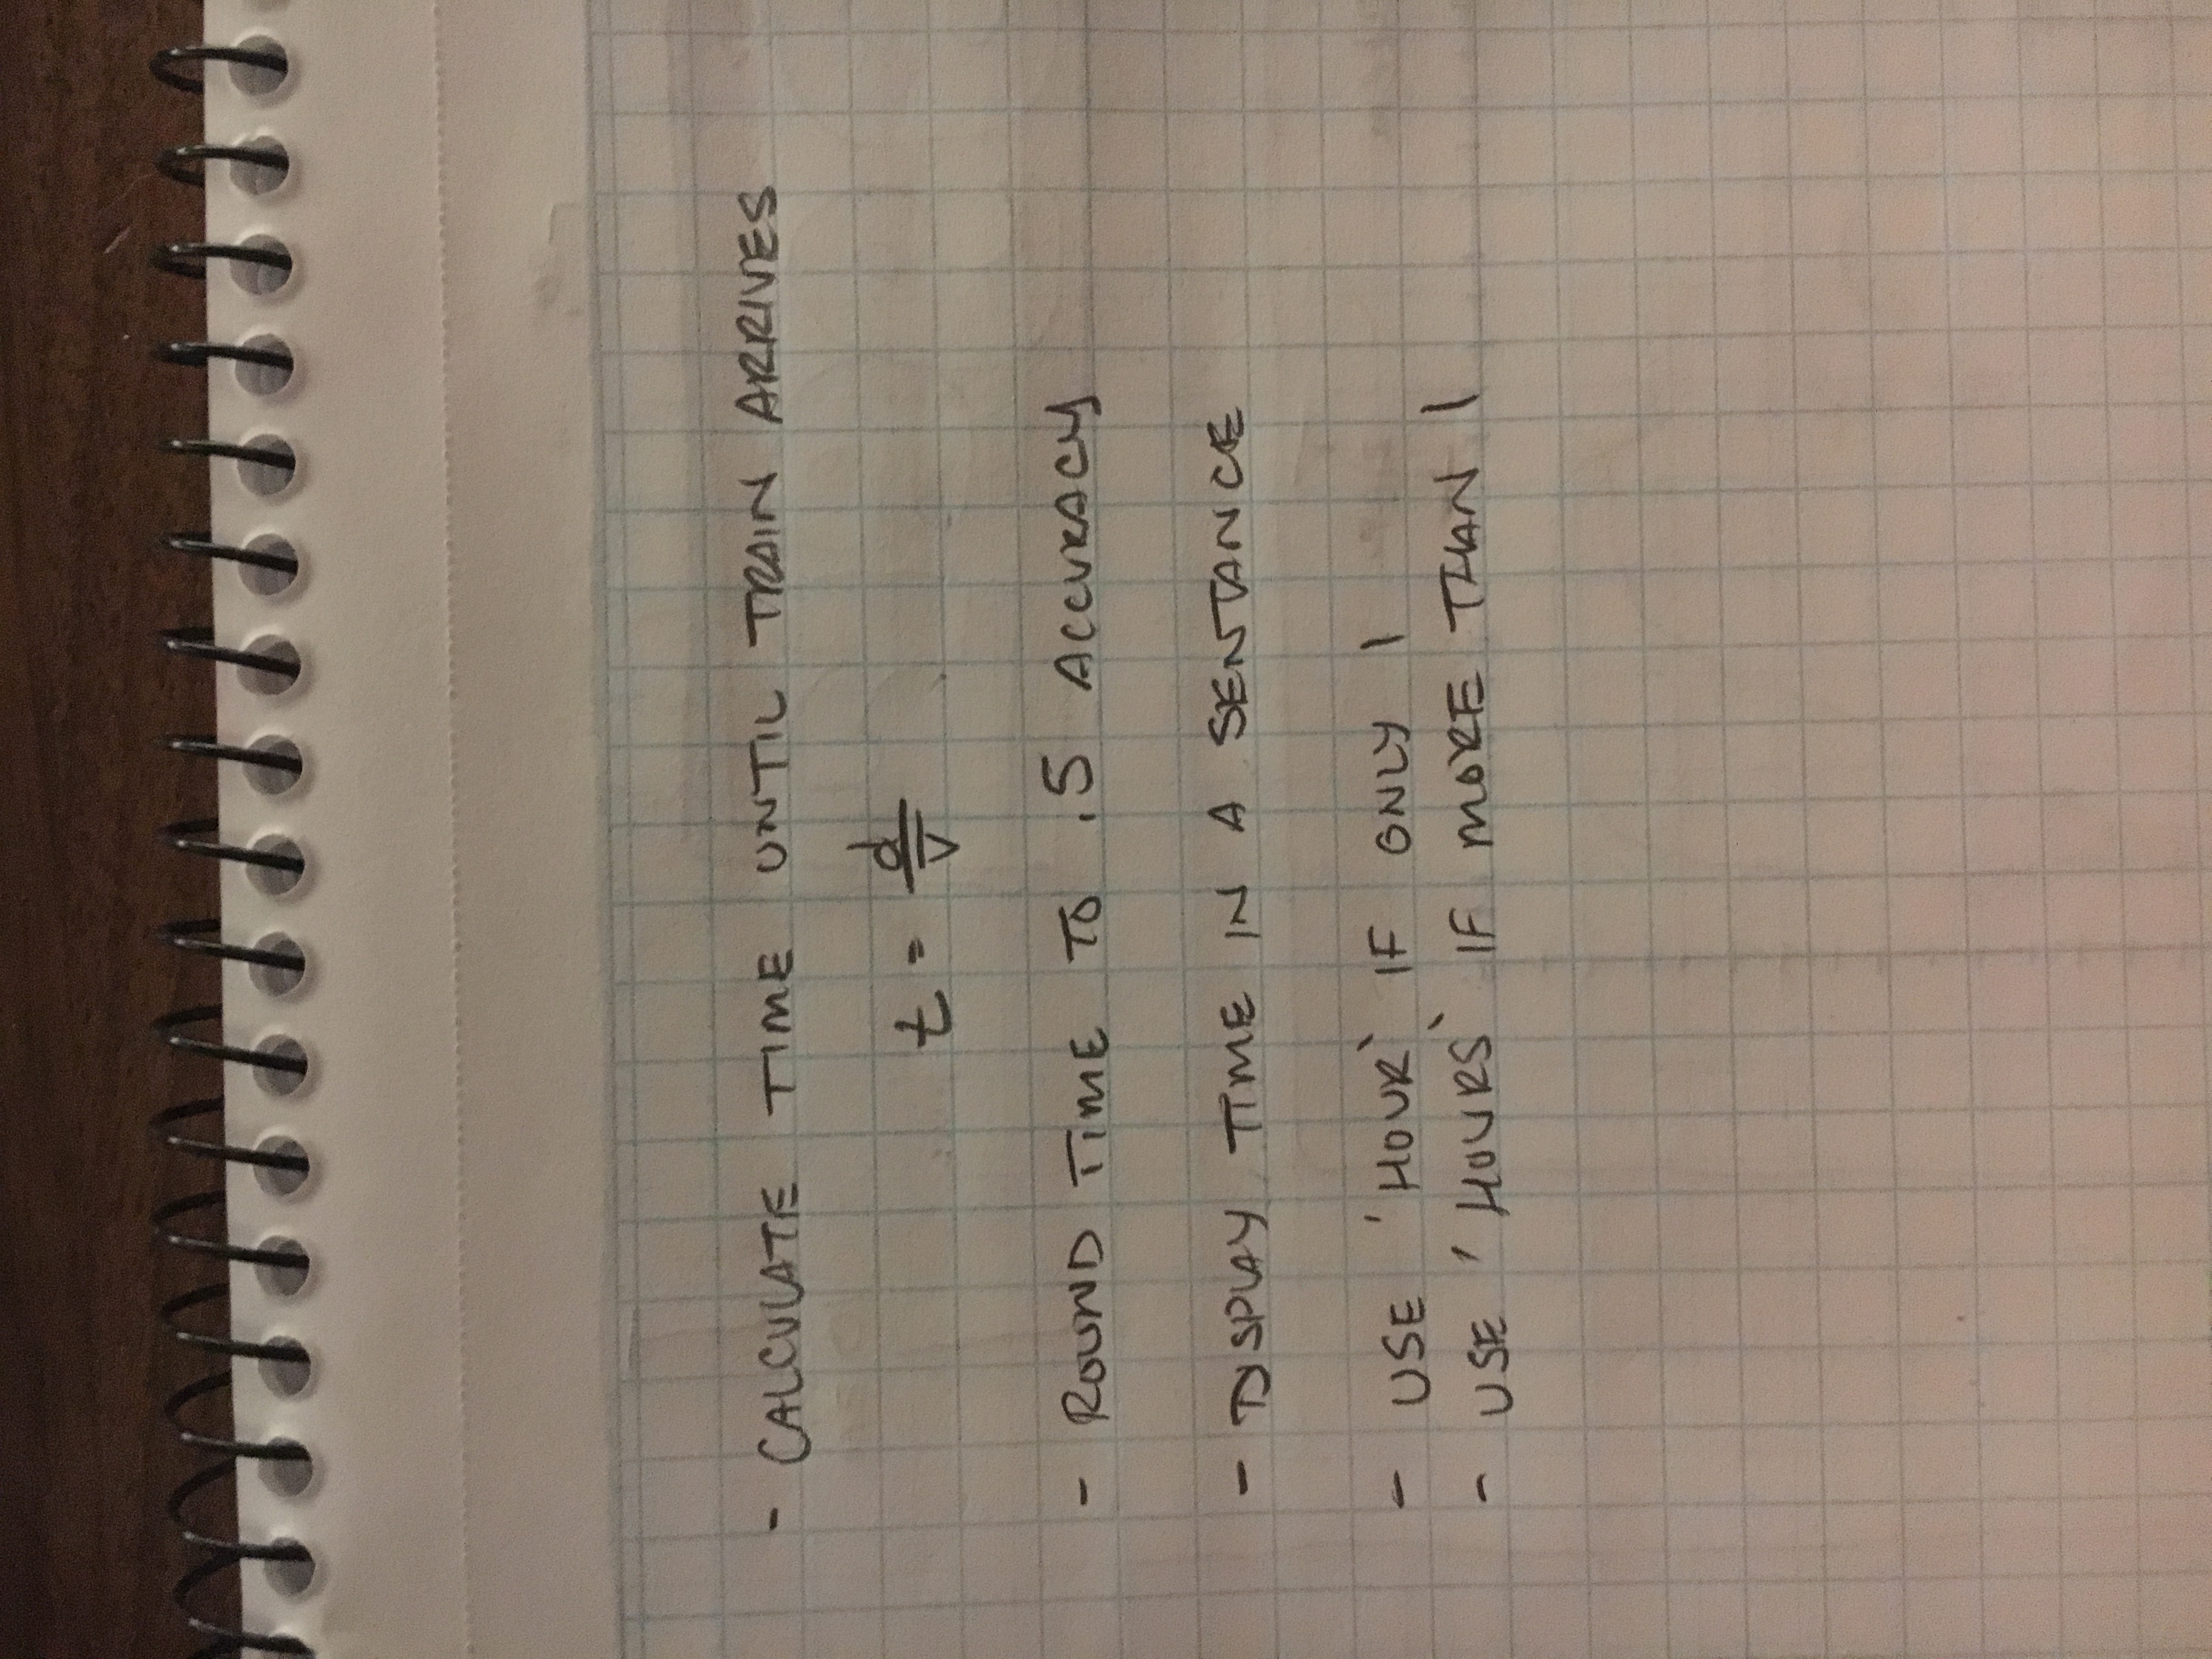 - CALCULATE TIME UNTIL TRAIN ARRIVES
t = d/v̅
- ROUND TIME TO .5 ACCURACY
- DISPLAY TIME IN A SENTANCE
- USE 'HOUR` IF ONLY 1
- USE 'HOURS` IF MORE THAN 1